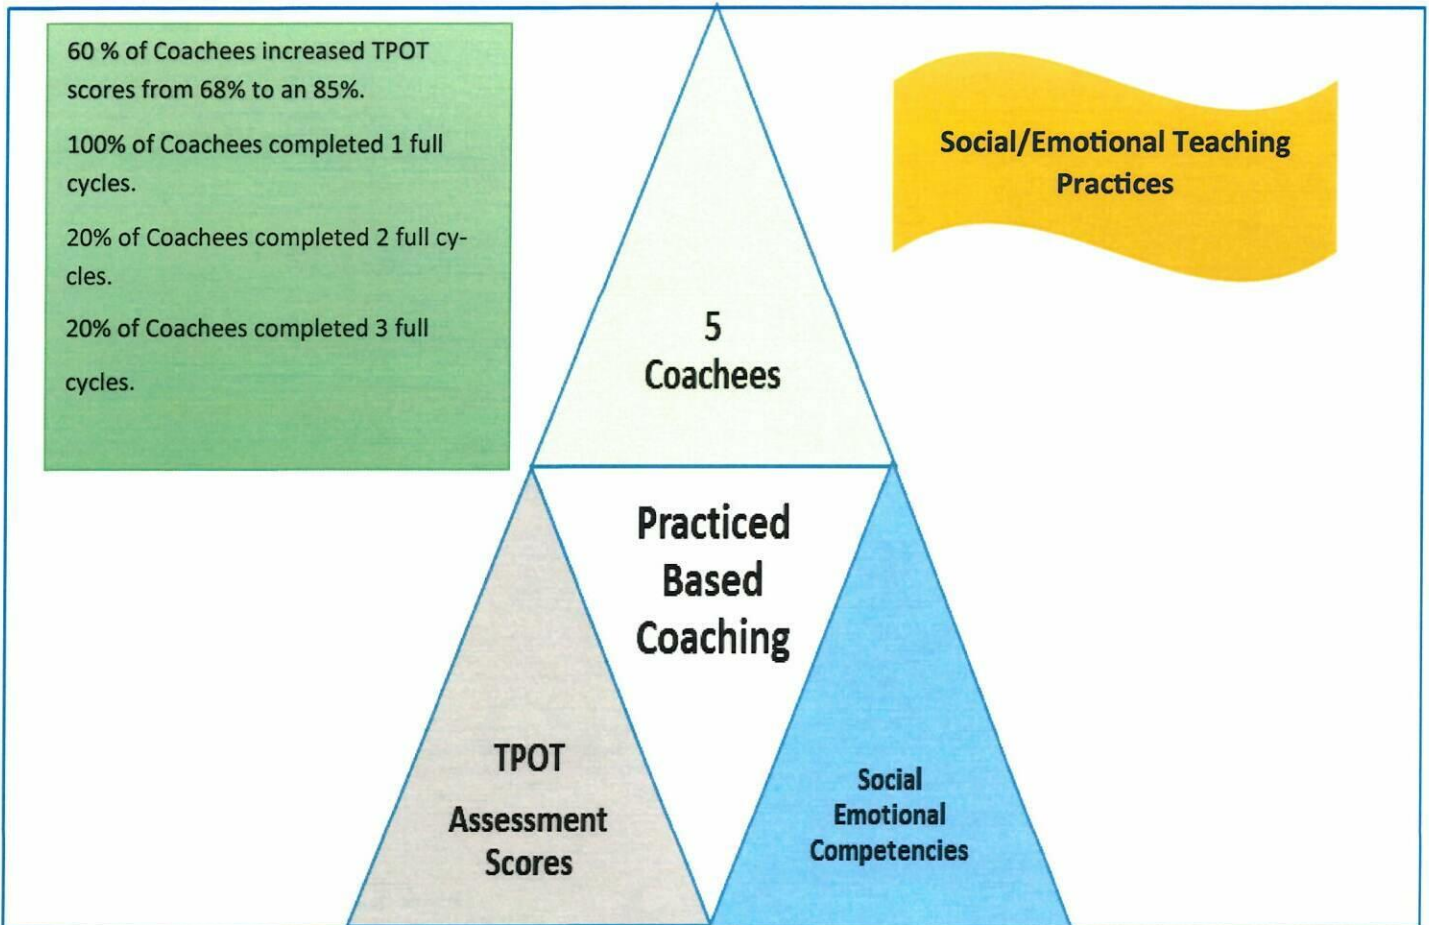 60 % of Coachees increased TPOT
scores from 68% to an 85%.
100% of Coachees completed 1 full
cycles.
20% of Coachees completed 2 full cy-
cles.
20% of Coachees completed 3 full
cycles.
Social/Emotional Teaching
Practices
5
Coachees
Practiced
Based
Coaching
TPOT
Assessment
Scores
Social
Emotional
Competencies